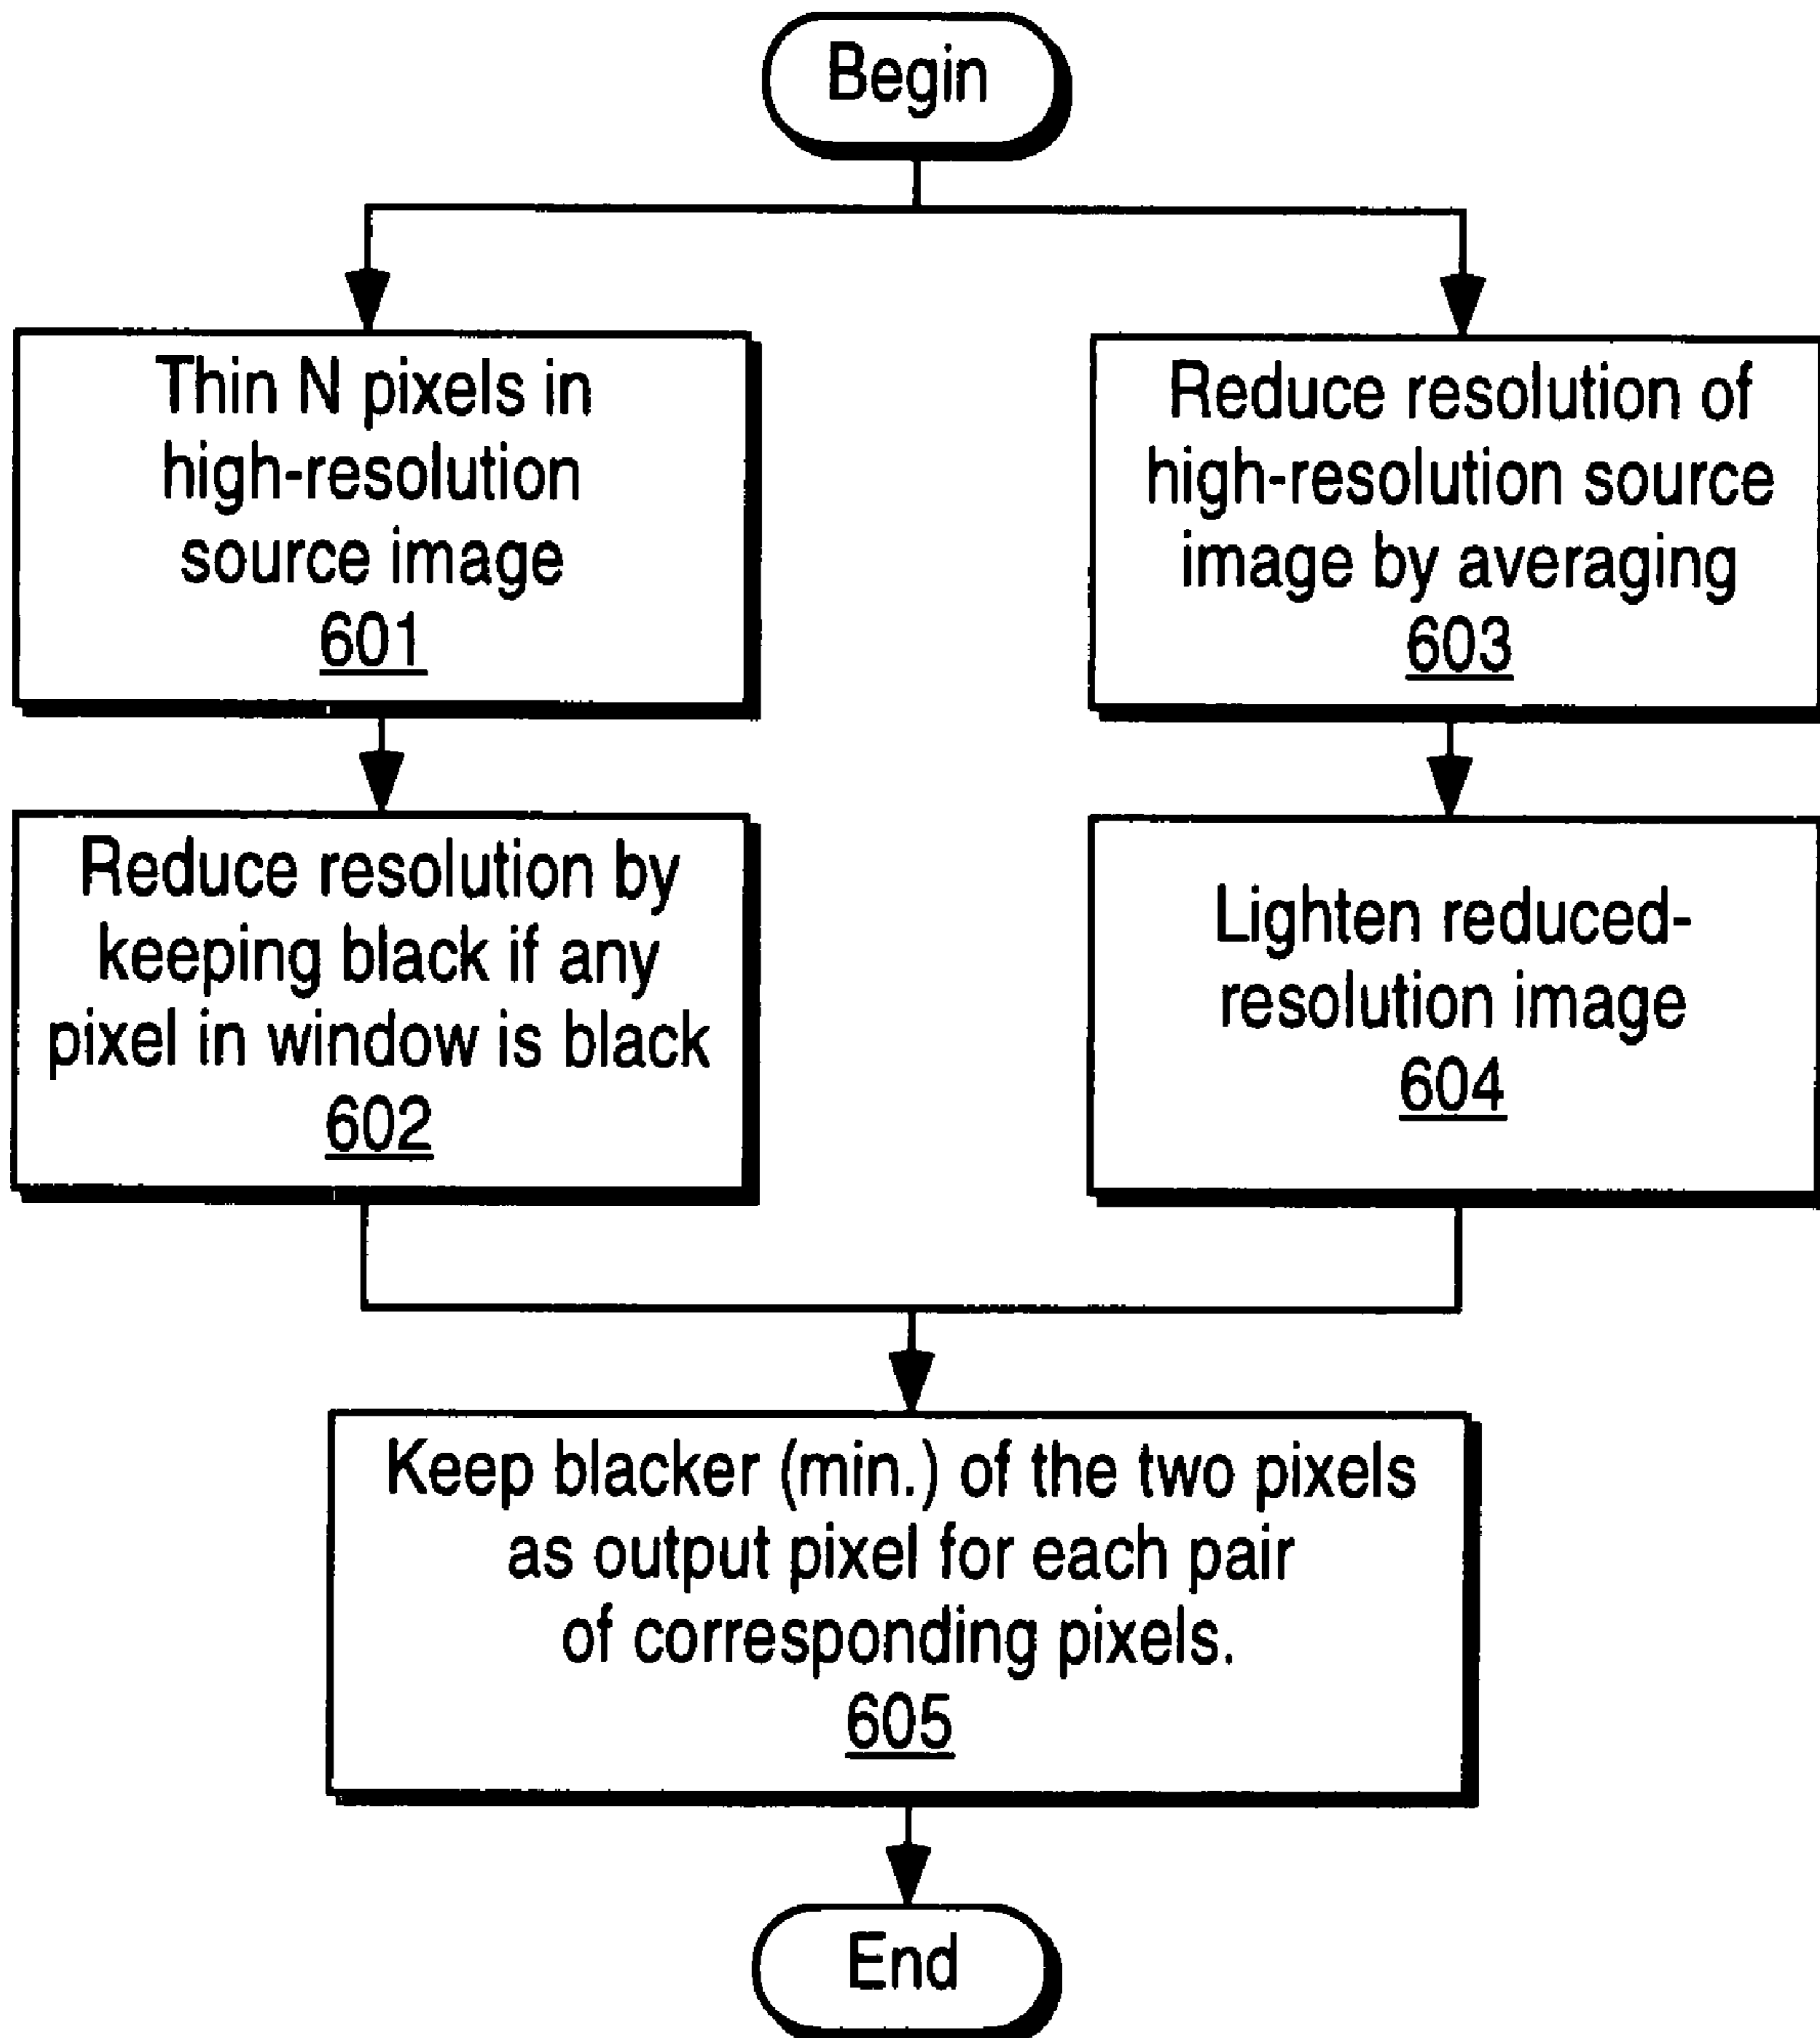 Begin
Thin N pixels in
high-resolution
source image
601
Reduce resolution of
high-resolution source
image by averaging
603
Reduce resolution by
keeping black if any
pixel in window is black
602
Lighten reduced-
resolution image
604
Keep blacker (min.) of the two pixels
as output pixel for each pair
of corresponding pixels.
605
End